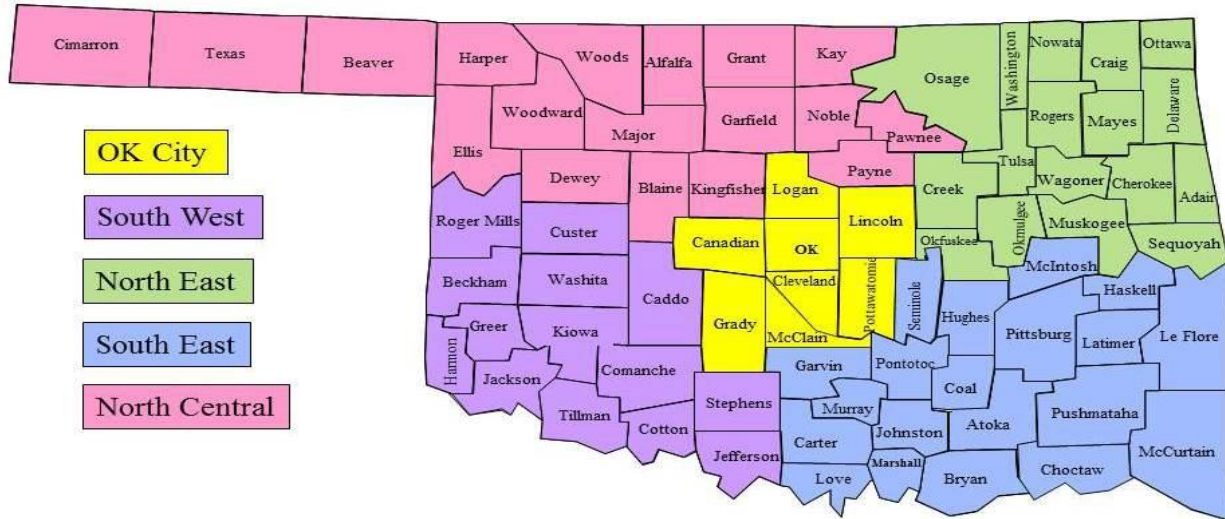 Cimarron
Texas
Beaver
Harper
Woods
Alfalfa
Grant
Kay
Osage
Washington
Nowata
Craig
Ottawa
Woodward
Major
Garfield
Noble
Pawnee
Rogers
Mayes
Delaware
Ellis
Dewey
Blaine
Kingfisher
Logan
Payne
Creek
Tulsa
Wagoner
Cherokee
Adair
OK City
South West
North East
South East
North Central
Roger Mills
Custer
Canadian
OK
Lincoln
Okfuskee
Okmulgee
Muskogee
Sequoyah
Beckham
Washita
Caddo
Grady
Cleveland
McClain
Pottawatomie
Seminole
Hughes
McIntosh
Haskell
Pittsburg
Latimer
Le Flore
Harmon
Greer
Kiowa
Jackson
Comanche
Tillman
Cotton
Stephens
Jefferson
Garvin
Pontotoc
Coal
Murray
Carter
Johnston
Atoka
Pushmataha
McCurtain
Love
Marshall
Bryan
Choctaw